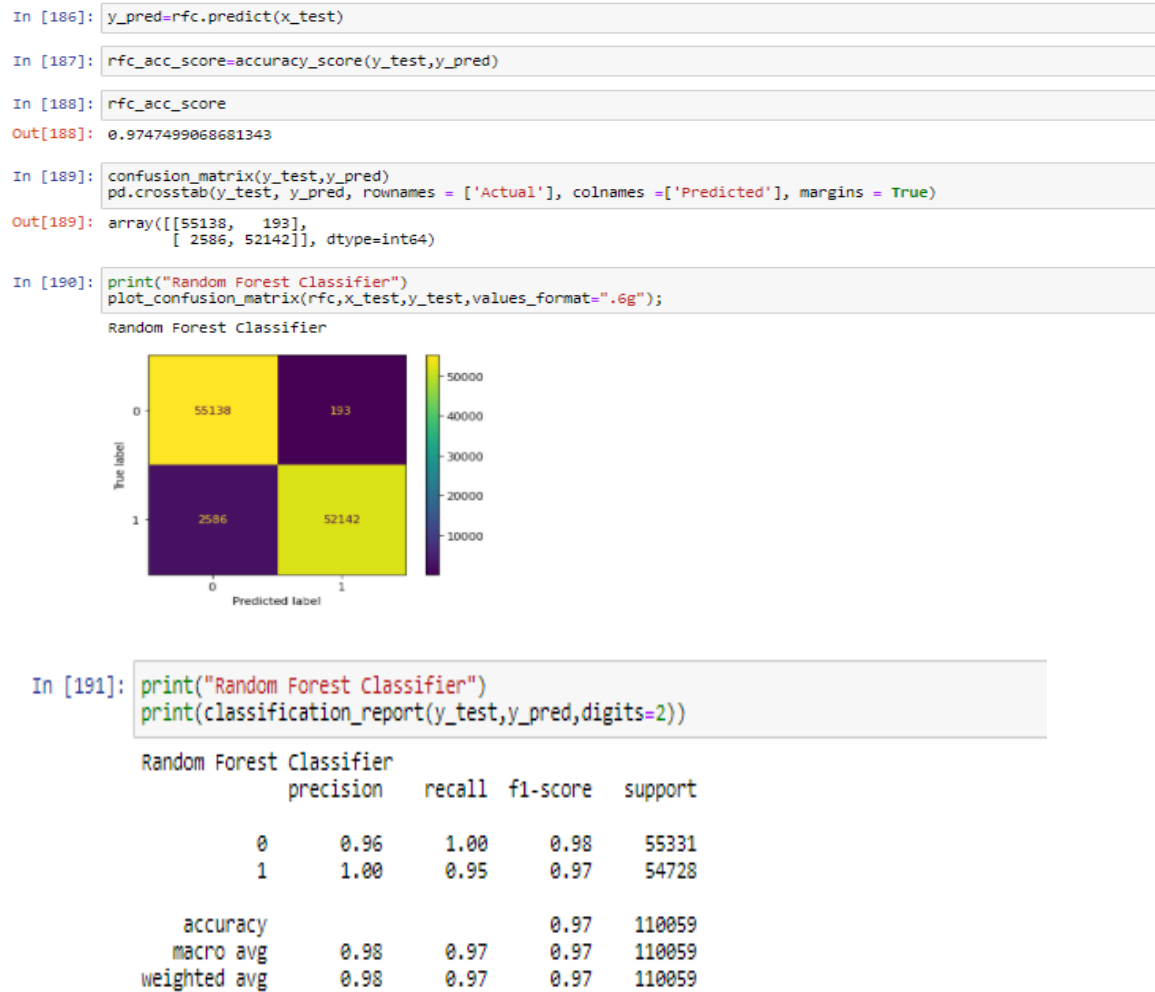 In [186]: y_pred=rfc.predict(x_test)
In [187]: rfc_acc_score=accuracy_score(y_test,y_pred)
In [188]: rfc_acc_score
Out[188]: 0.9747499068681343
In [189]: confusion_matrix(y_test,y_pred)
pd.crosstab(y_test, y_pred, rownames = ['Actual'], colnames =['Predicted'], margins = True)
Out[189]: array([[55138,   193],
       [ 2586, 52142]], dtype=int64)
In [190]: print("Random Forest Classifier")
plot_confusion_matrix(rfc,x_test,y_test,values_format=".6g");
Random Forest Classifier
50000
0 55138 193
40000
30000
True label
20000
1 2586 52142
10000
0 1
Predicted label
In [191]: print("Random Forest Classifier")
print(classification_report(y_test,y_pred,digits=2))
Random Forest Classifier
precision recall f1-score support
0 0.96 1.00 0.98 55331
1 1.00 0.95 0.97 54728
accuracy 0.97 110059
macro avg 0.98 0.97 0.97 110059
weighted avg 0.98 0.97 0.97 110059